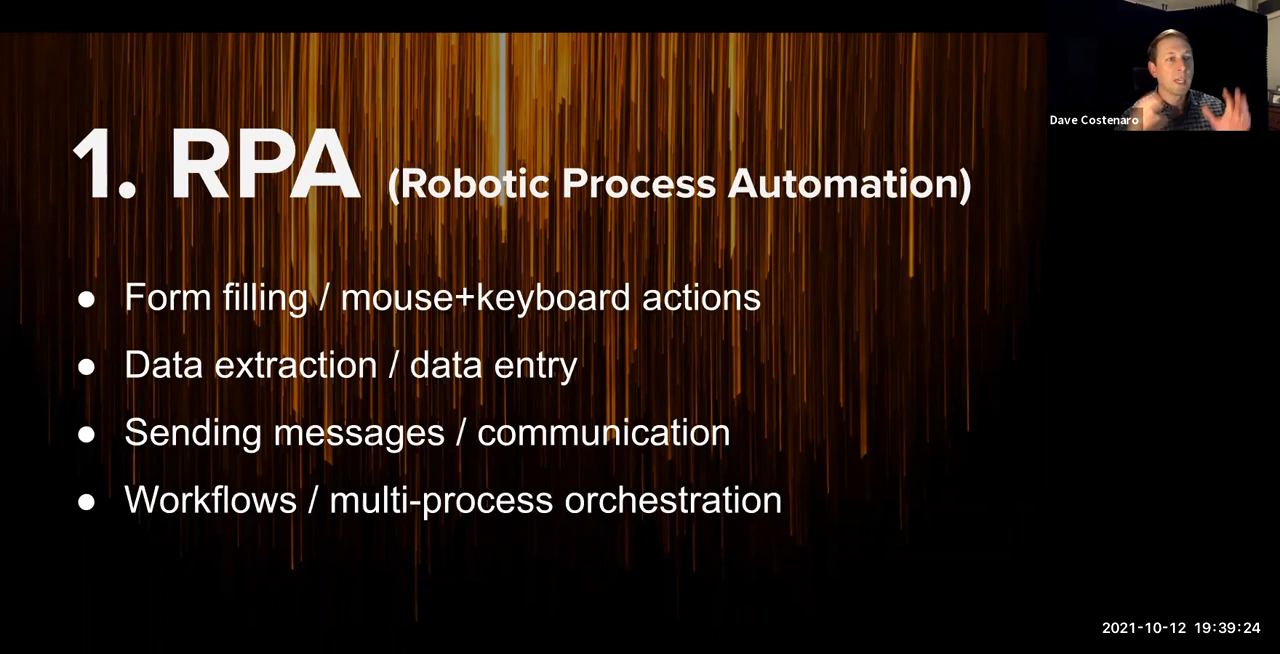 Dave Costenaro
1. RPA (Robotic Process Automation)
● Form filling / mouse+keyboard actions
● Data extraction / data entry
● Sending messages / communication
● Workflows / multi-process orchestration
2021-10-12 19:39:24